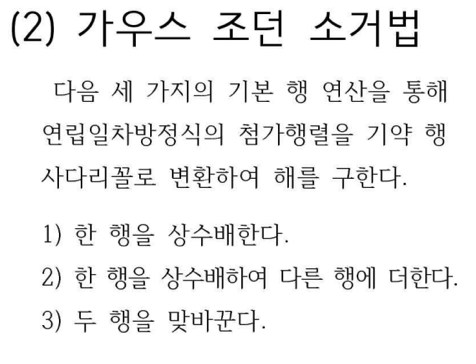 (2) 가우스 조던 소거법
다음 세 가지의 기본 행 연산을 통해
연립일차방정식의 첨가행렬을 기약 행
사다리꼴로 변환하여 해를 구한다.
1) 한 행을 상수배한다.
2) 한 행을 상수배하여 다른 행에 더한다.
3) 두 행을 맞바꾼다.